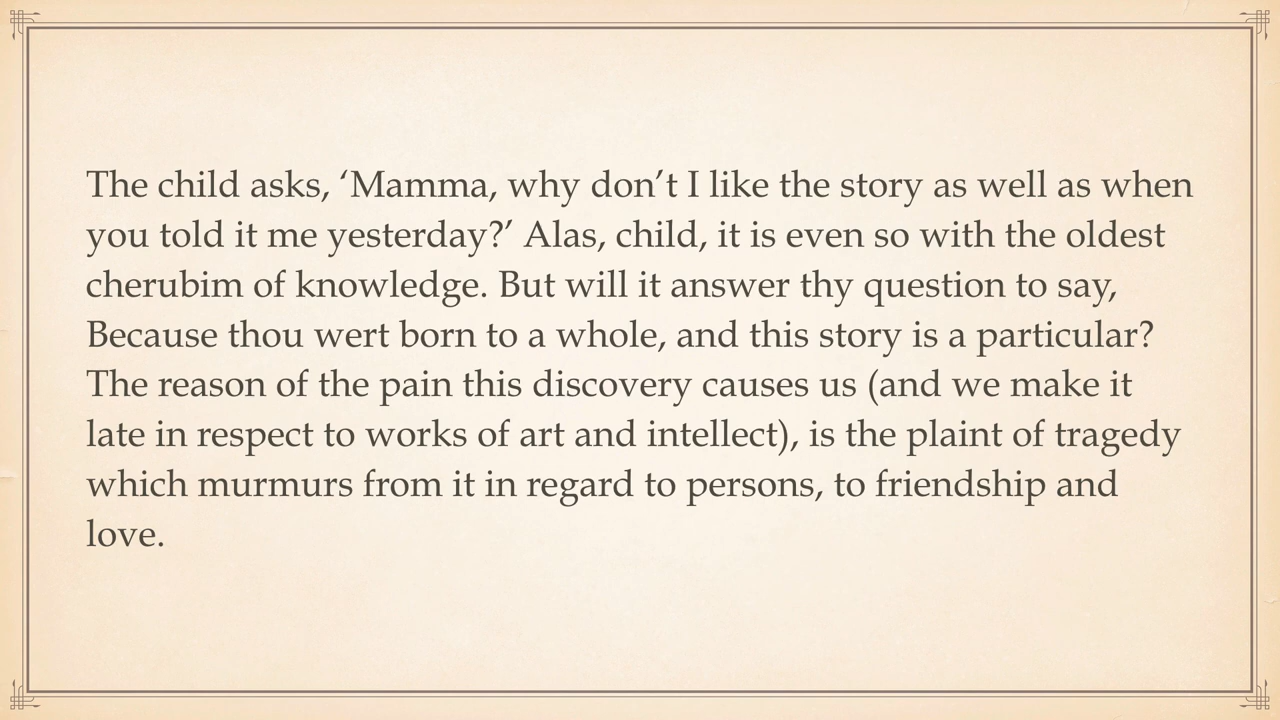 The child asks, ‘Mamma, why don’t I like the story as well as when
you told it me yesterday?’ Alas, child, it is even so with the oldest
cherubim of knowledge. But will it answer thy question to say,
Because thou wert born to a whole, and this story is a particular?
The reason of the pain this discovery causes us (and we make it
late in respect to works of art and intellect), is the plaint of tragedy
which murmurs from it in regard to persons, to friendship and
love.